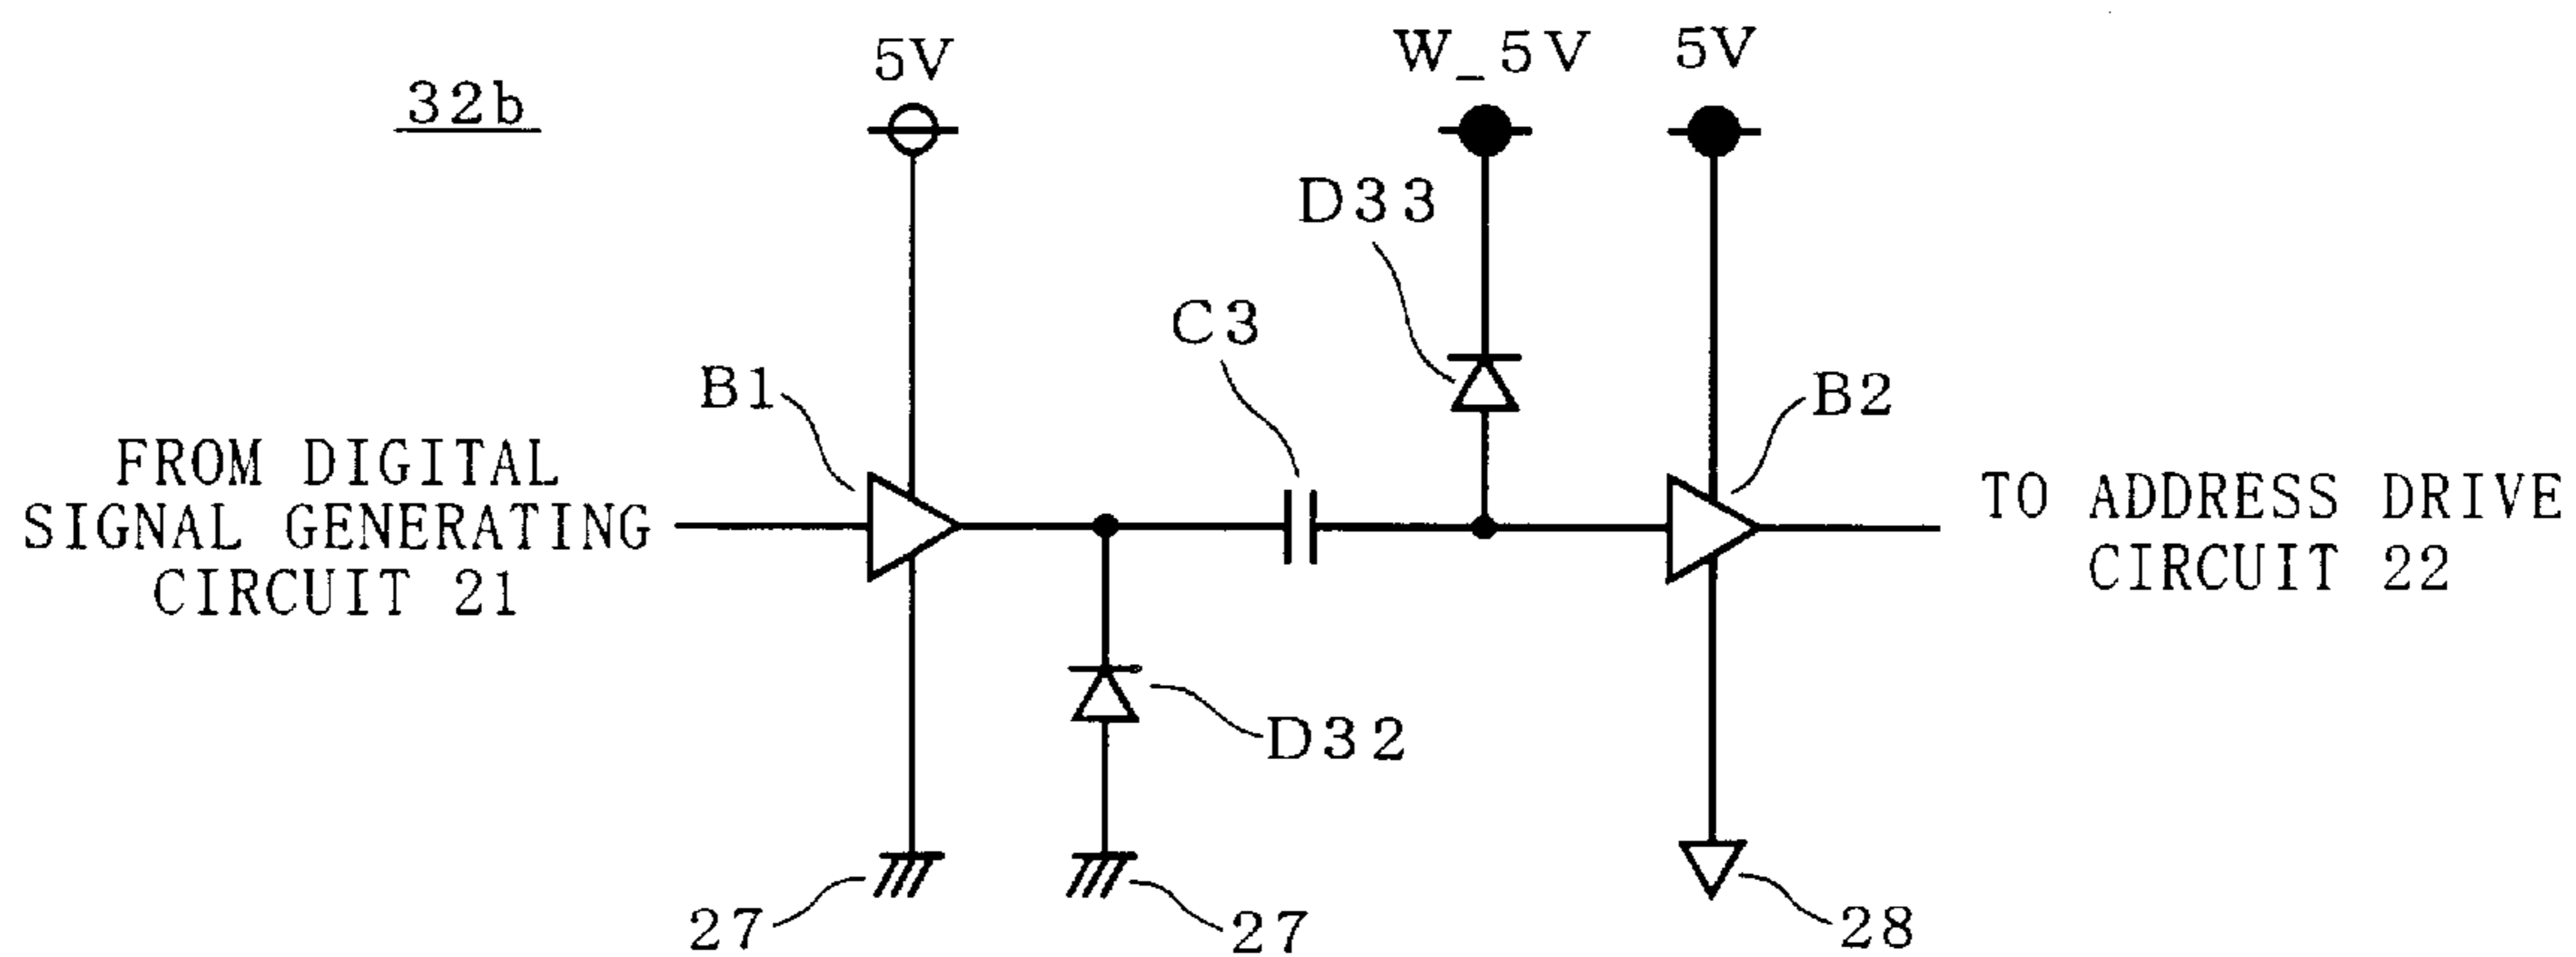 32b
5V
W_5V
5V
D33
C3
B1
B2
FROM DIGITAL
SIGNAL GENERATING
CIRCUIT 21
TO ADDRESS DRIVE
CIRCUIT 22
D32
27
27
28